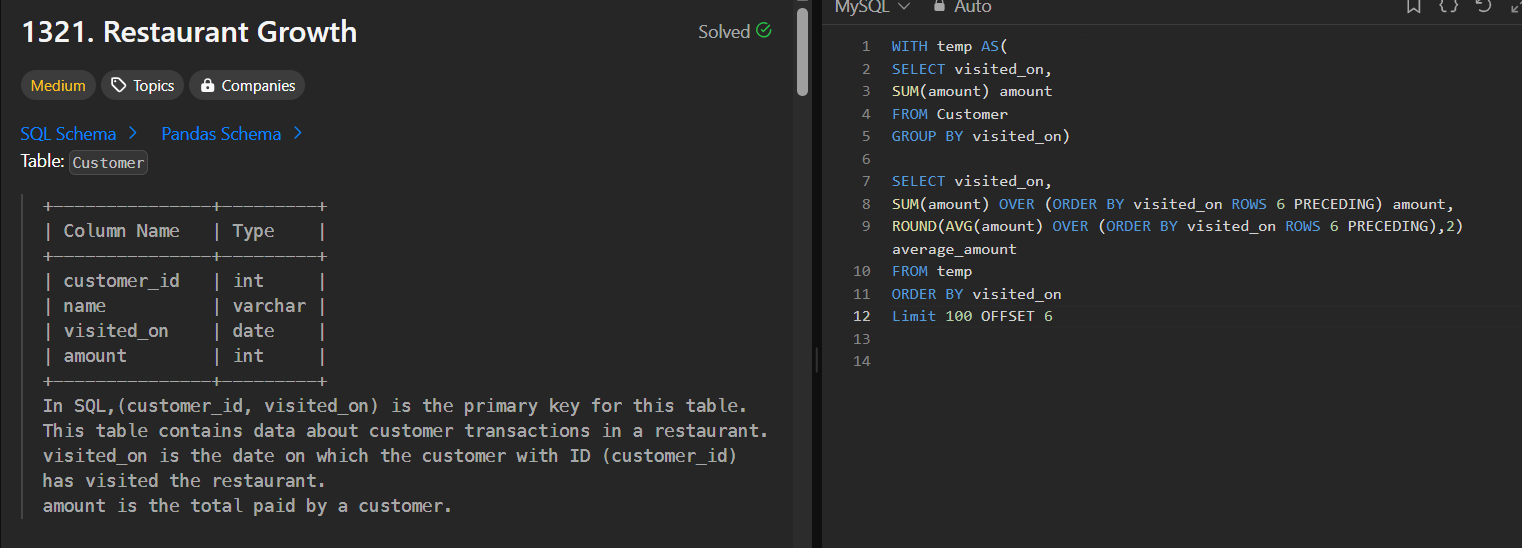 1321. Restaurant Growth
Solved
Medium
Topics
Companies
SQL Schema >
Pandas Schema >
Table: Customer
+---------------+---------+
| Column Name   | Type    |
+---------------+---------+
| customer_id   | int     |
| name          | varchar |
| visited_on    | date    |
| amount        | int     |
+---------------+---------+
In SQL,(customer_id, visited_on) is the primary key for this table.
This table contains data about customer transactions in a restaurant.
visited_on is the date on which the customer with ID (customer_id)
has visited the restaurant.
amount is the total paid by a customer.
MySQL
Auto
1 WITH temp AS(
2 SELECT visited_on,
3 SUM(amount) amount
4 FROM Customer
5 GROUP BY visited_on)
6
7 SELECT visited_on,
8 SUM(amount) OVER (ORDER BY visited_on ROWS 6 PRECEDING) amount,
9 ROUND(AVG(amount) OVER (ORDER BY visited_on ROWS 6 PRECEDING),2)
average_amount
10 FROM temp
11 ORDER BY visited_on
12 Limit 100 OFFSET 6
13
14